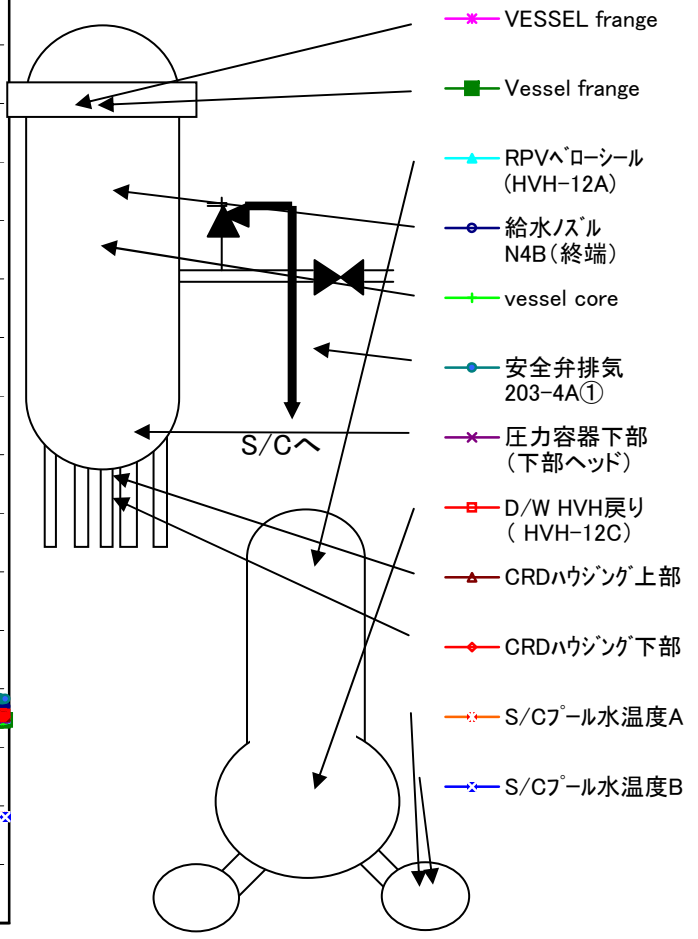 VESSEL frange
Vessel frange
RPVベローシール
(HVH-12A)
給水ノズル
N4B(終端)
vessel core
安全弁排気
203-4A①
S/Cへ
圧力容器下部
(下部ヘッド)
D/W HVH戻り
( HVH-12C)
CRDハウジング上部
CRDハウジング下部
S/Cプール水温度A
S/Cプール水温度B